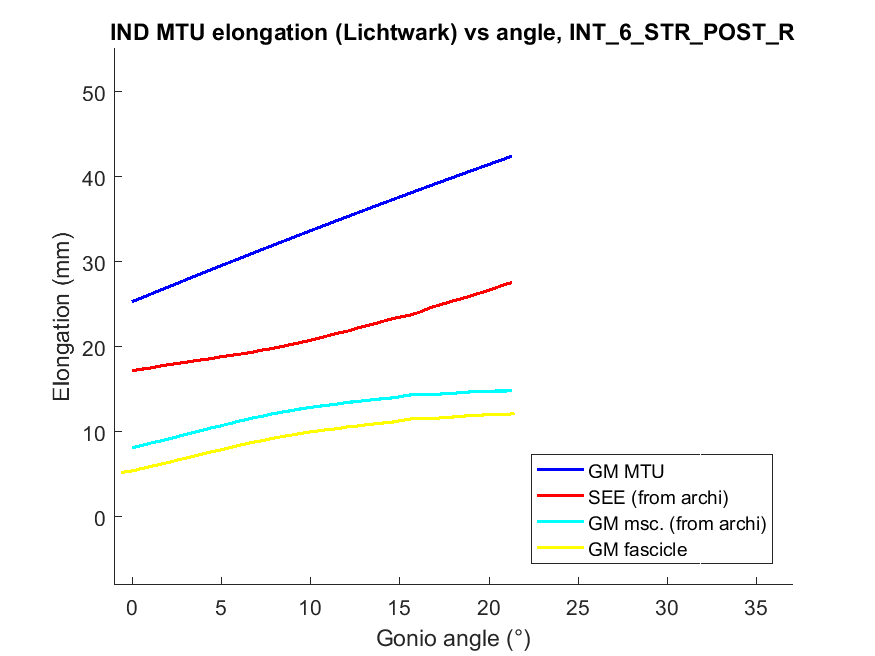 IND MTU elongation (Lichtwark) vs angle, INT_6_STR_POST_R
50
40
30
20
10
0
Elongation (mm)
0 5 10 15 20 25 30 35
Gonio angle (°)
GM MTU
SEE (from archi)
GM msc. (from archi)
GM fascicle